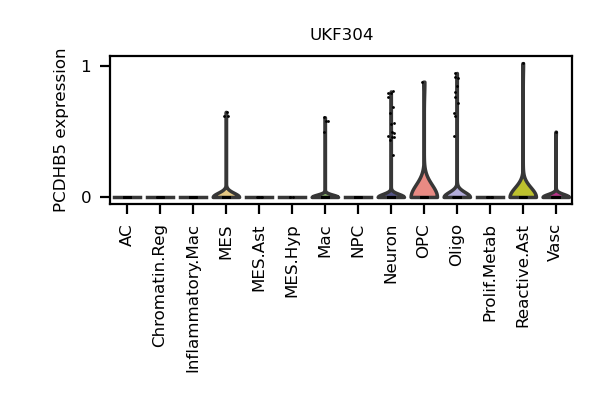 UKF304
PCDHB5 expression
1
0
AC
Chromatin.Reg
Inflammatory.Mac
MES
MES.Ast
MES.Hyp
Mac
NPC
Neuron
OPC
Oligo
Prolif.Metab
Reactive.Ast
Vasc